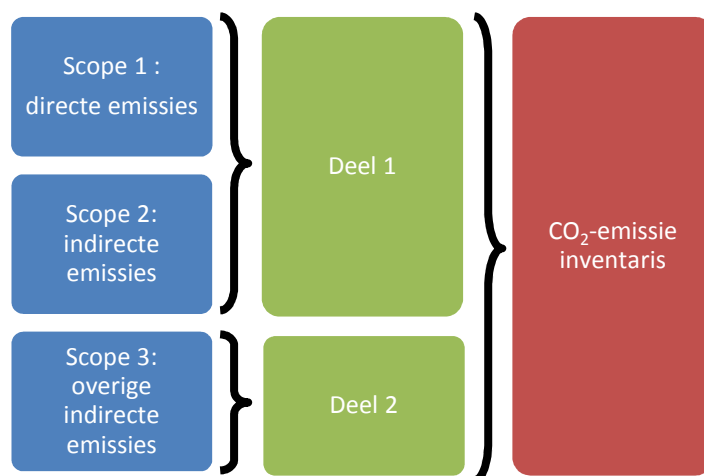 Scope 1 :
directe emissies
Scope 2:
indirecte
emissies
Scope 3:
overige
indirecte
emissies
Deel 1
Deel 2
CO₂-emissie
inventaris